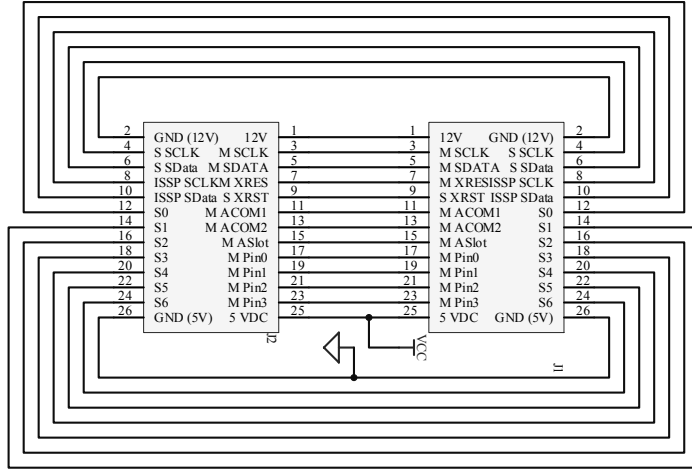 2 GND (12V) 12V 1 1 12V GND (12V) 2
4 S SCLK M SCLK 3 3 M SCLK S SCLK 4
6 S SData M SDATA 5 5 M SDATA S SData 6
8 ISSP SCLK M XRES 7 7 M XRES ISSP SCLK 8
10 ISSP SData S XRST 9 9 S XRST ISSP SData 10
12 S0 M ACOM1 11 11 M ACOM1 S0 12
14 S1 M ACOM2 13 13 M ACOM2 S1 14
16 S2 M ASlot 15 15 M ASlot S2 16
18 S3 M Pin0 17 17 M Pin0 S3 18
20 S4 M Pin1 19 19 M Pin1 S4 20
22 S5 M Pin2 21 21 M Pin2 S5 22
24 S6 M Pin3 23 23 M Pin3 S6 24
26 GND (5V) 5 VDC 25 25 5 VDC GND (5V) 26
J2
VCC
J1